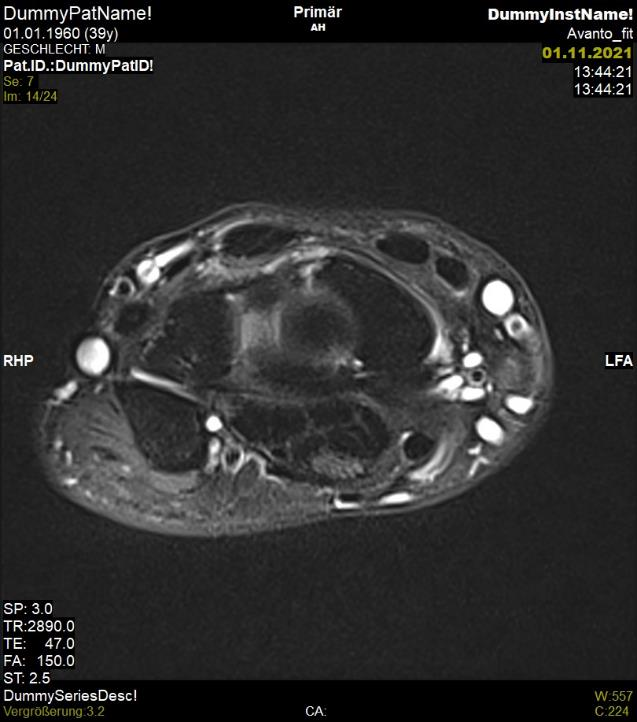 DummyPatName!
01.01.1960 (39y)
GESCHLECHT: M
Pat.ID.:DummyPatID!
Se: 7
Im: 14/24
Primär
AH
DummyInstName!
Avanto_fit
01.11.2021
13:44:21
13:44:21
RHP
LFA
SP: 3.0
TR:2890.0
TE: 47.0
FA: 150.0
ST: 2.5
DummySeriesDesc!
Vergrößerung:3.2
CA:
W:557
C:224